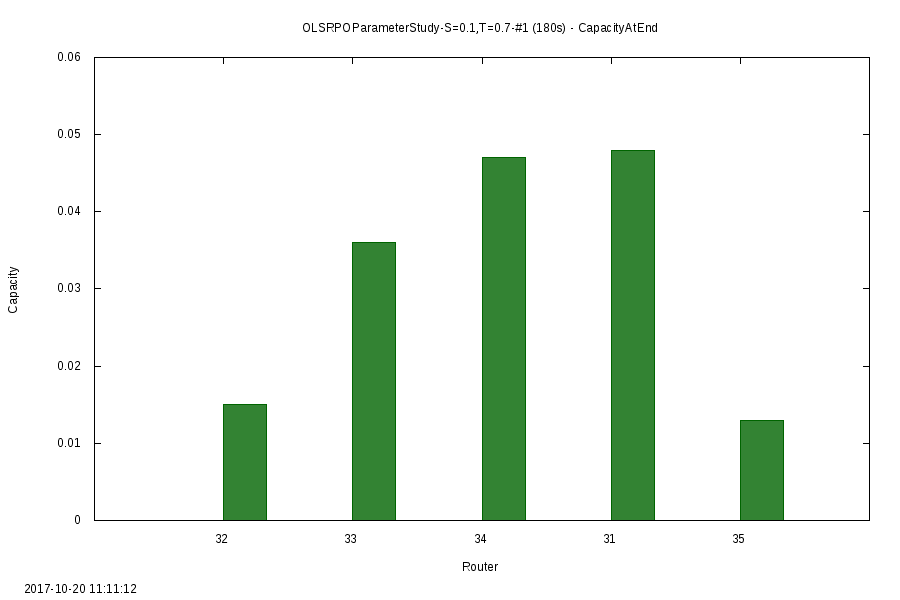 OLSRPOParameterStudy-S=0.1,T=0.7-#1 (180s) - CapacityAtEnd
0.06
0.05
0.04
0.03
0.02
0.01
0
Capacity
32 33 34 31 35
Router
2017-10-20 11:11:12